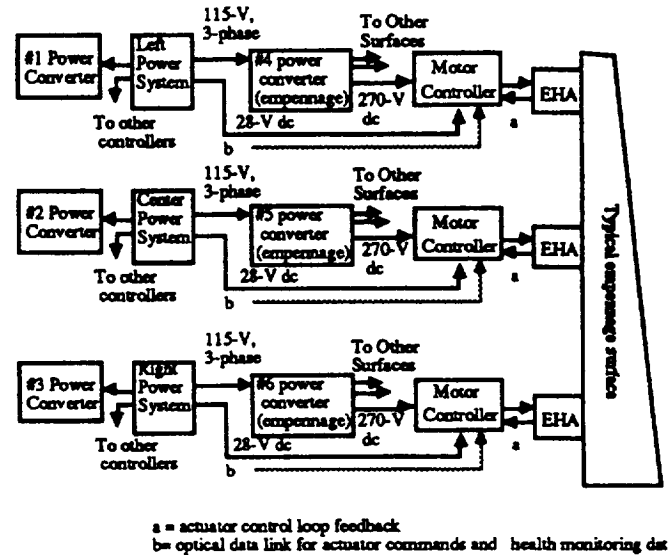 115-V,
3-phase
To Other
Surfaces
#1 Power
Converter
Left
Power
System
#4 power
converter
(empennage)
Motor
Controller
EHA
270-V
dc
a
To other
controllers
28-V dc
b
115-V,
3-phase
To Other
Surfaces
#2 Power
Converter
Center
Power
System
#5 power
converter
(empennage)
Motor
Controller
EHA
270-V
dc
a
To other
controllers
28-V dc
b
Typical empennage surface
115-V,
3-phase
To Other
Surfaces
#3 Power
Converter
Right
Power
System
#6 power
converter
(empennage)
Motor
Controller
EHA
270-V
dc
a
To other
controllers
28-V dc
b
a = actuator control loop feedback
b= optical data link for actuator commands and health monitoring dat